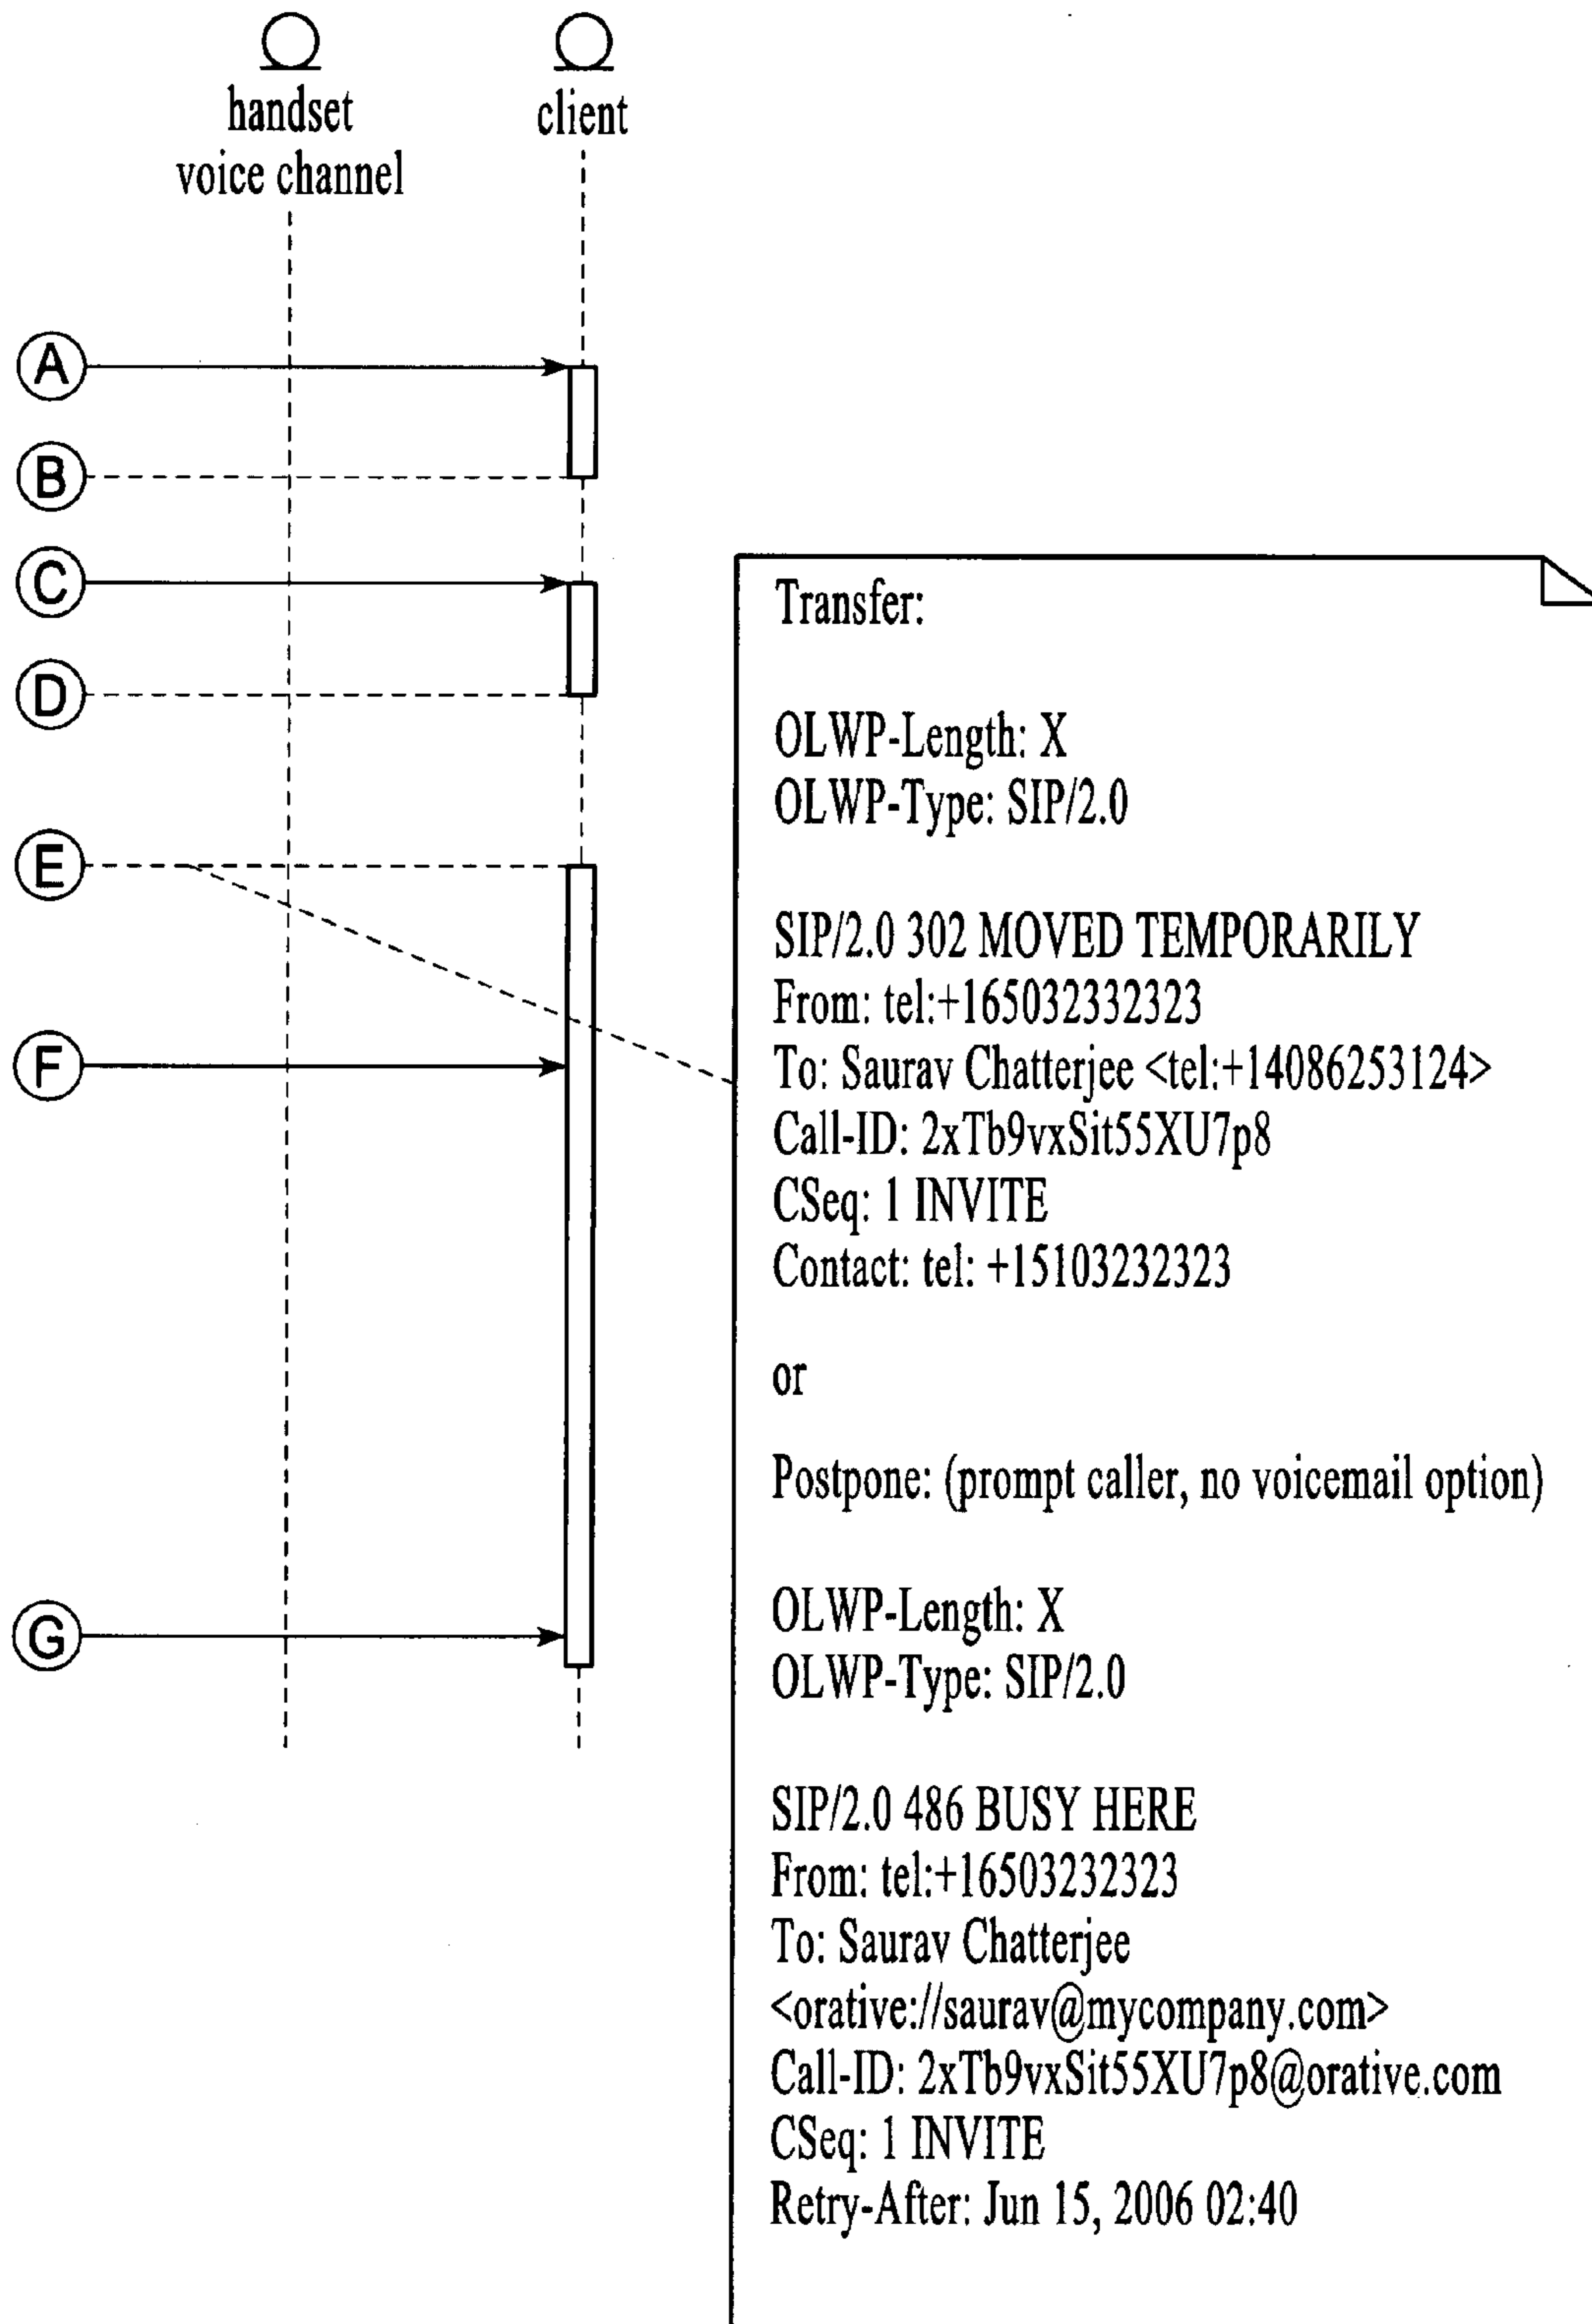 handset
voice channel
client
A
B
C
D
E
F
G
Transfer:
OLWP-Length: X
OLWP-Type: SIP/2.0
SIP/2.0 302 MOVED TEMPORARILY
From: tel:+165032332323
To: Saurav Chatterjee <tel:+14086253124>
Call-ID: 2xTb9vxSit55XU7p8
CSeq: 1 INVITE
Contact: tel: +15103232323
or
Postpone: (prompt caller, no voicemail option)
OLWP-Length: X
OLWP-Type: SIP/2.0
SIP/2.0 486 BUSY HERE
From: tel:+16503232323
To: Saurav Chatterjee
<orative://saurav@mycompany.com>
Call-ID: 2xTb9vxSit55XU7p8@orative.com
CSeq: 1 INVITE
Retry-After: Jun 15, 2006 02:40